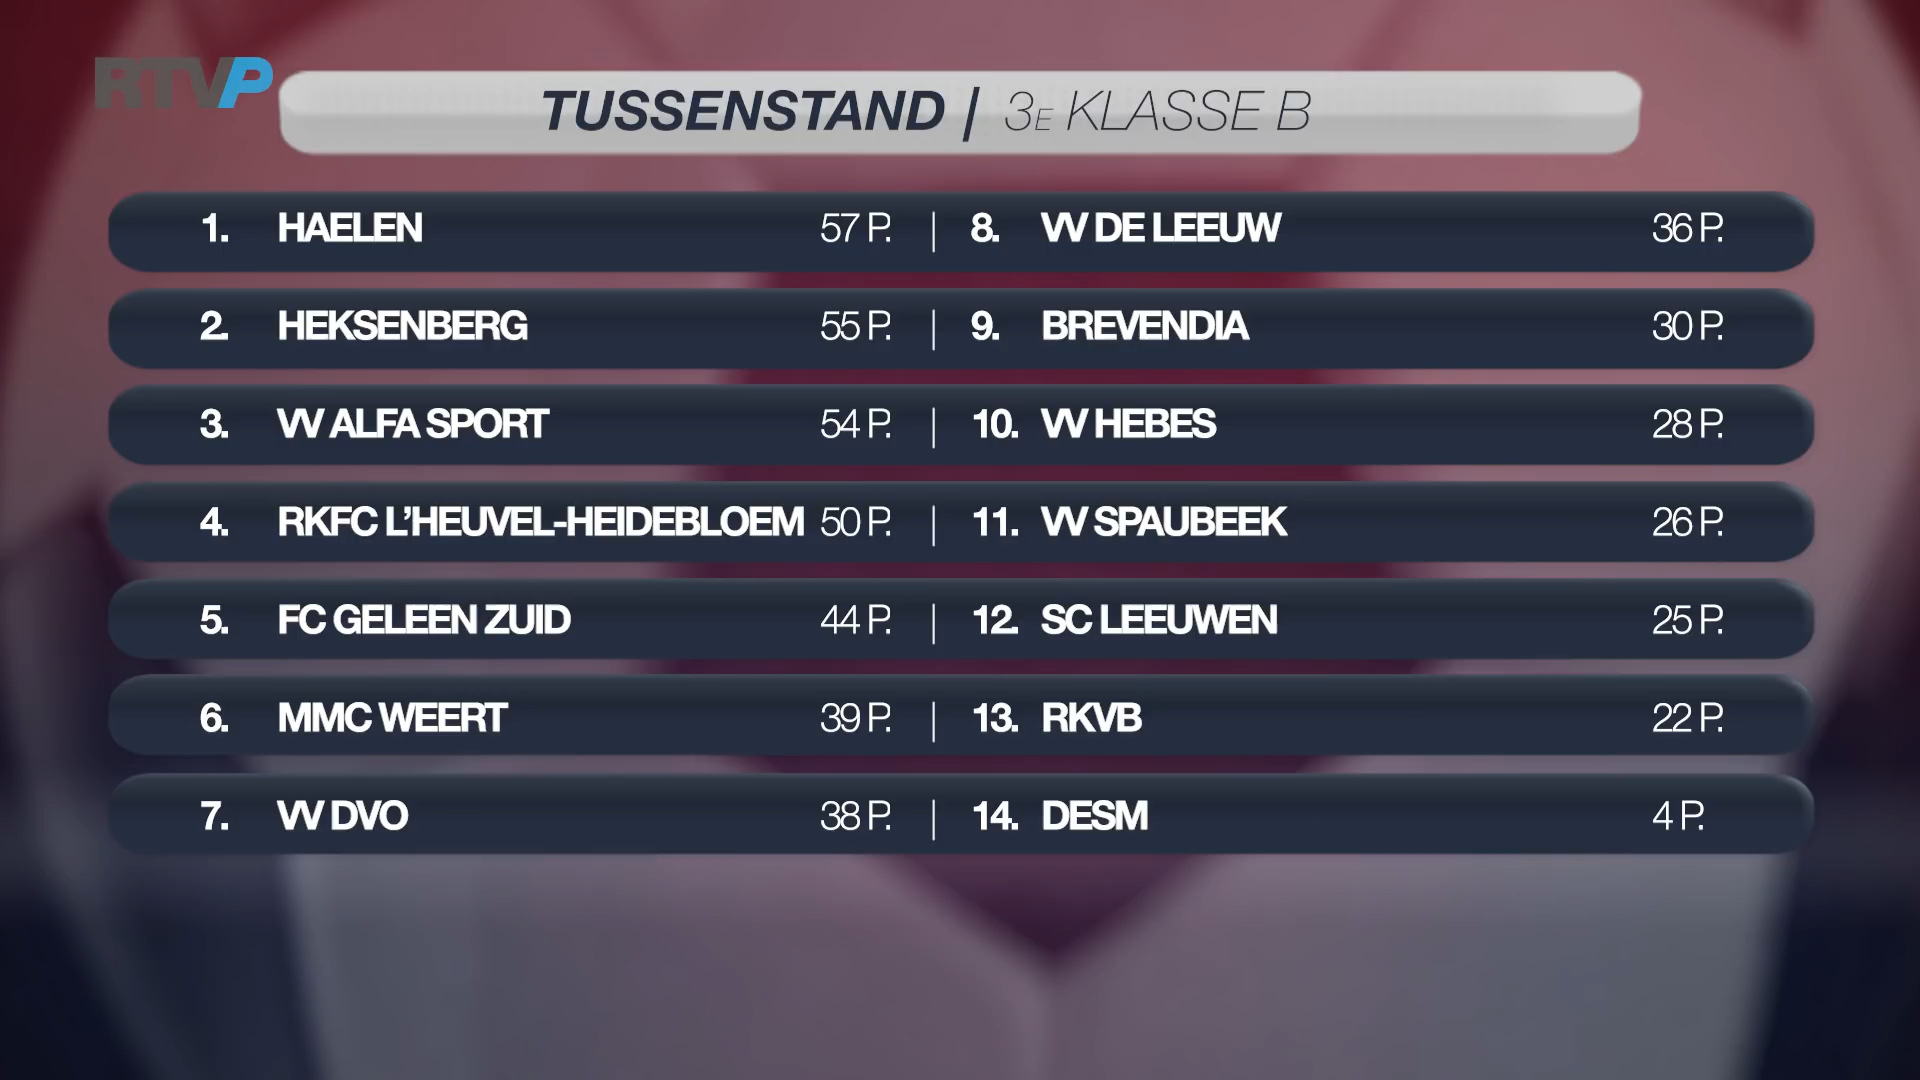 RTVP
TUSSENSTAND | 3E KLASSE B
1. HAELEN 57 P. | 8. VV DE LEEUW 36 P.
2. HEKSENBERG 55 P. | 9. BREVENDIA 30 P.
3. VV ALFA SPORT 54 P. | 10. VV HEBES 28 P.
4. RKFC L'HEUVEL-HEIDEBLOEM 50 P. | 11. VV SPAUBEEK 26 P.
5. FC GELEEN ZUID 44 P. | 12. SC LEEUWEN 25 P.
6. MMC WEERT 39 P. | 13. RKVB 22 P.
7. VV DVO 38 P. | 14. DESM 4 P.